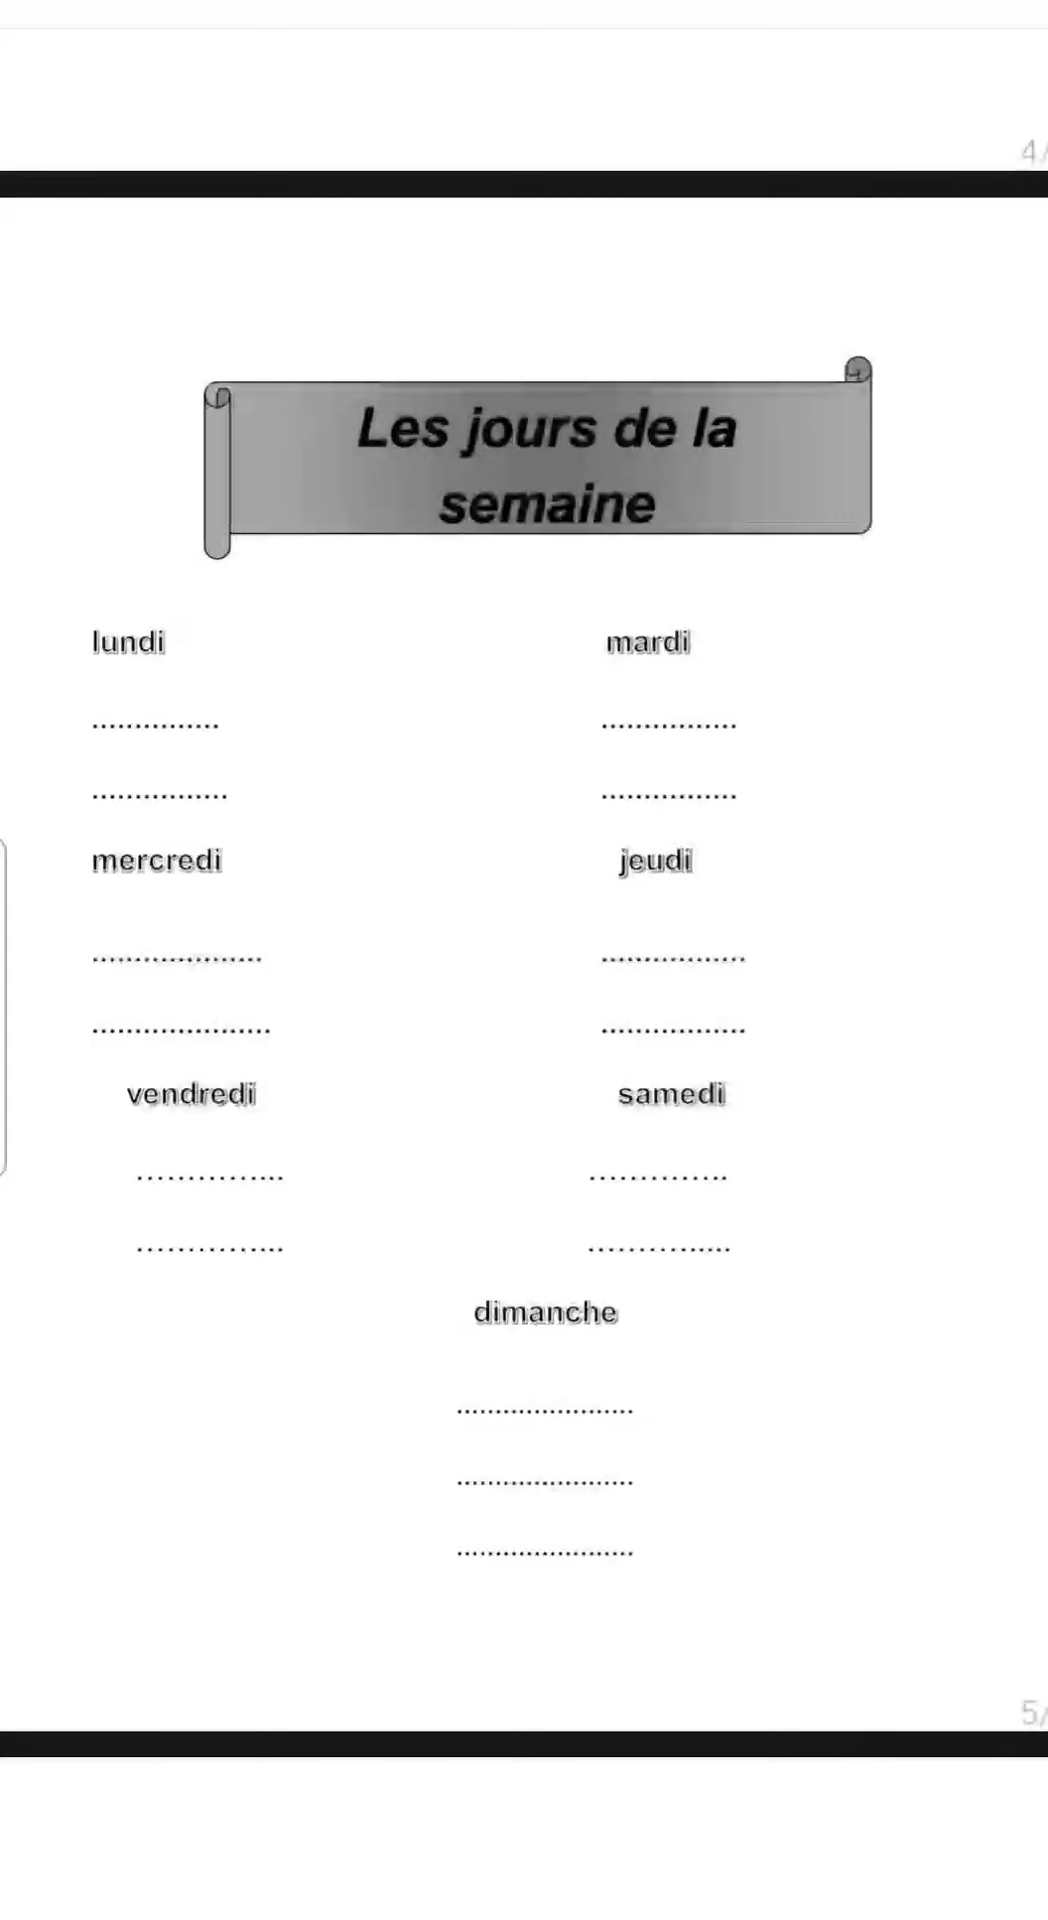 4/
Les jours de la
semaine
lundi mardi
............... ................
................ ................
mercredi jeudi
.................... .................
..................... .................
vendredi samedi
................. ..............
................. ................
dimanche
.......................
.......................
.......................
5/